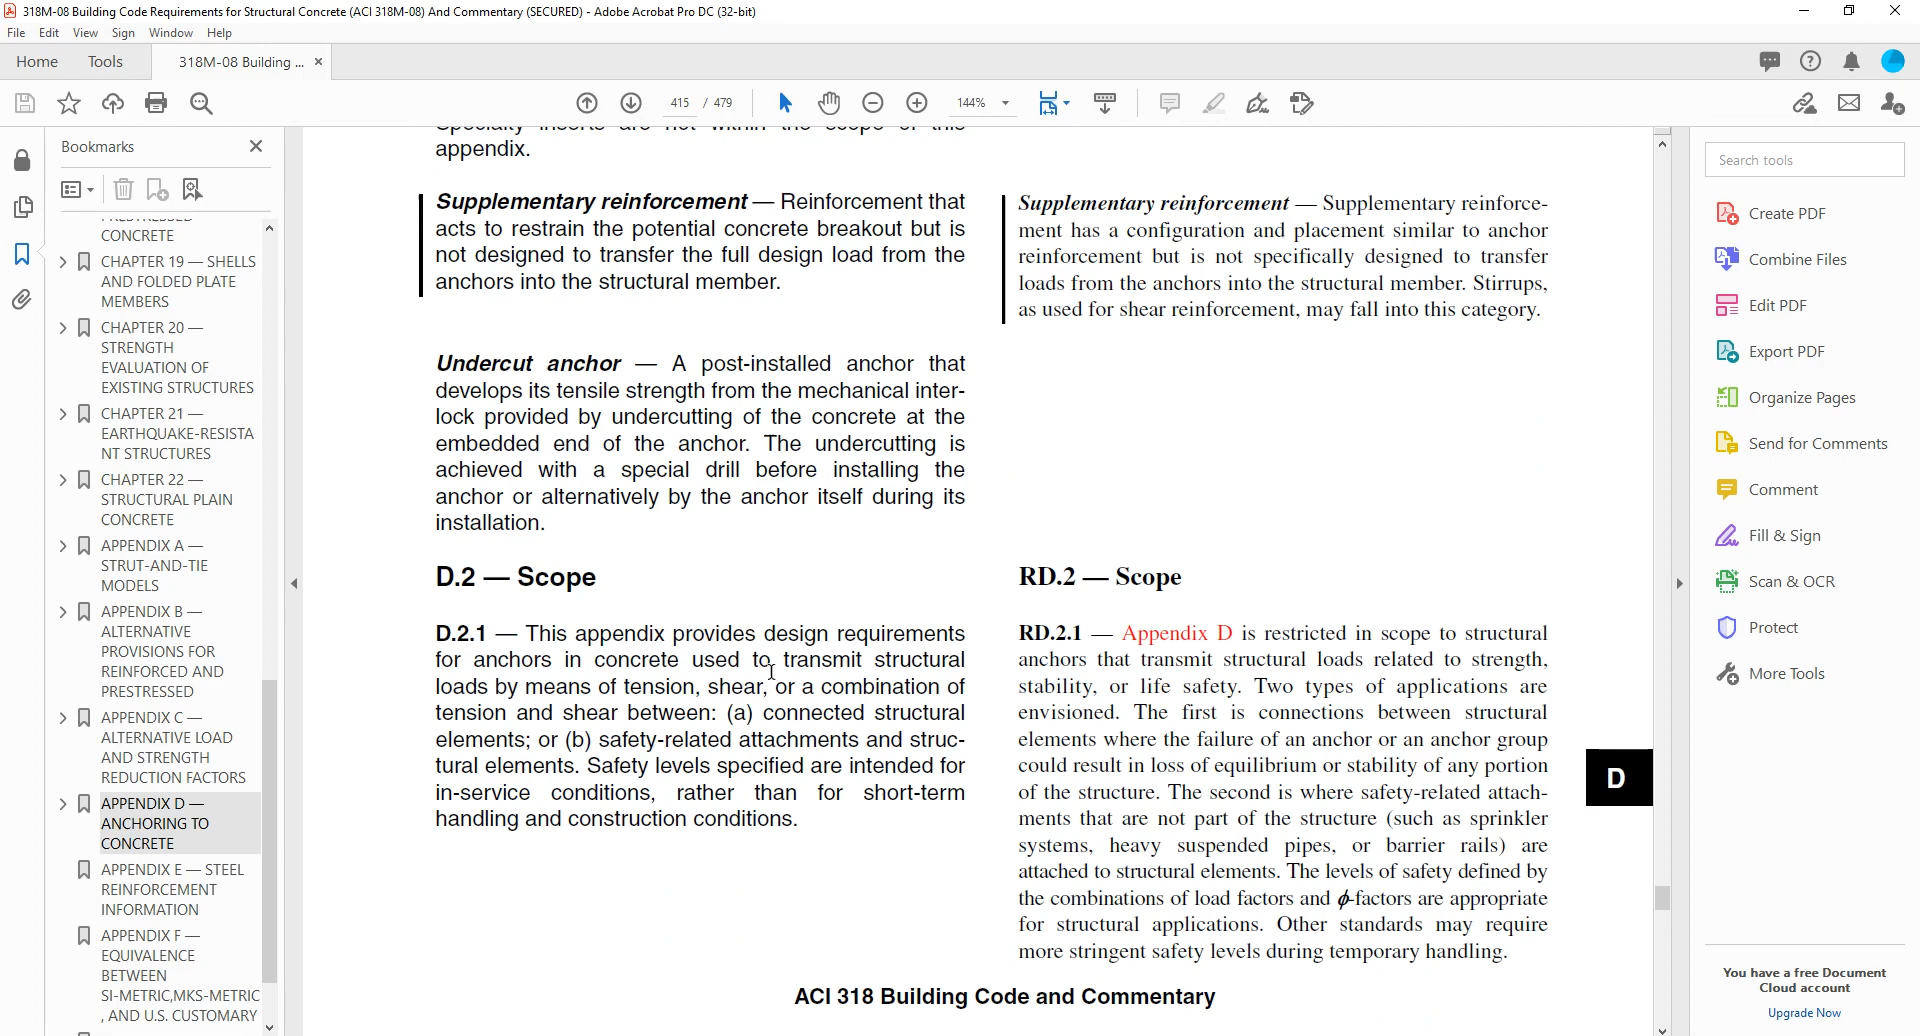 318M-08 Building Code Requirements for Structural Concrete (ACI 318M-08) And Commentary (SECURED) - Adobe Acrobat Pro DC (32-bit)
File Edit View Sign Window Help
Home Tools 318M-08 Building ... ×
415 / 479 144%
Bookmarks
CONCRETE
CHAPTER 19 — SHELLS
AND FOLDED PLATE
MEMBERS
CHAPTER 20 —
STRENGTH
EVALUATION OF
EXISTING STRUCTURES
CHAPTER 21 —
EARTHQUAKE-RESISTA
NT STRUCTURES
CHAPTER 22 —
STRUCTURAL PLAIN
CONCRETE
APPENDIX A —
STRUT-AND-TIE
MODELS
APPENDIX B —
ALTERNATIVE
PROVISIONS FOR
REINFORCED AND
PRESTRESSED
APPENDIX C —
ALTERNATIVE LOAD
AND STRENGTH
REDUCTION FACTORS
APPENDIX D —
ANCHORING TO
CONCRETE
APPENDIX E — STEEL
REINFORCEMENT
INFORMATION
APPENDIX F —
EQUIVALENCE
BETWEEN
SI-METRIC,MKS-METRIC
, AND U.S. CUSTOMARY
Specialty inserts are not within the scope of this
appendix.
Supplementary reinforcement — Reinforcement that
acts to restrain the potential concrete breakout but is
not designed to transfer the full design load from the
anchors into the structural member.
Undercut anchor — A post-installed anchor that
develops its tensile strength from the mechanical inter-
lock provided by undercutting of the concrete at the
embedded end of the anchor. The undercutting is
achieved with a special drill before installing the
anchor or alternatively by the anchor itself during its
installation.
D.2 — Scope
D.2.1 — This appendix provides design requirements
for anchors in concrete used to transmit structural
loads by means of tension, shear, or a combination of
tension and shear between: (a) connected structural
elements; or (b) safety-related attachments and struc-
tural elements. Safety levels specified are intended for
in-service conditions, rather than for short-term
handling and construction conditions.
Supplementary reinforcement — Supplementary reinforce-
ment has a configuration and placement similar to anchor
reinforcement but is not specifically designed to transfer
loads from the anchors into the structural member. Stirrups,
as used for shear reinforcement, may fall into this category.
RD.2 — Scope
RD.2.1 — Appendix D is restricted in scope to structural
anchors that transmit structural loads related to strength,
stability, or life safety. Two types of applications are
envisioned. The first is connections between structural
elements where the failure of an anchor or an anchor group
could result in loss of equilibrium or stability of any portion
of the structure. The second is where safety-related attach-
ments that are not part of the structure (such as sprinkler
systems, heavy suspended pipes, or barrier rails) are
attached to structural elements. The levels of safety defined by
the combinations of load factors and ϕ-factors are appropriate
for structural applications. Other standards may require
more stringent safety levels during temporary handling.
D
ACI 318 Building Code and Commentary
Search tools
Create PDF
Combine Files
Edit PDF
Export PDF
Organize Pages
Send for Comments
Comment
Fill & Sign
Scan & OCR
Protect
More Tools
You have a free Document
Cloud account
Upgrade Now